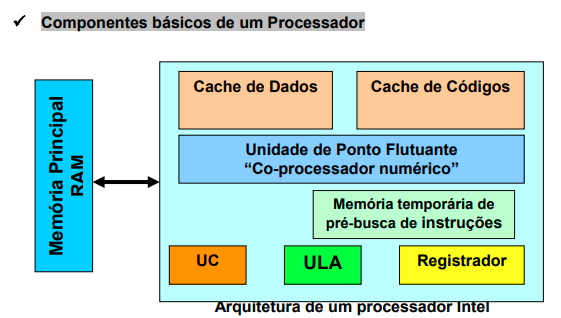 ✓ Componentes básicos de um Processador
Memória Principal
RAM
Cache de Dados
Cache de Códigos
Unidade de Ponto Flutuante
“Co-processador numérico”
Memória temporária de
pré-busca de instruções
UC
ULA
Registrador
Arquitetura de um processador Intel